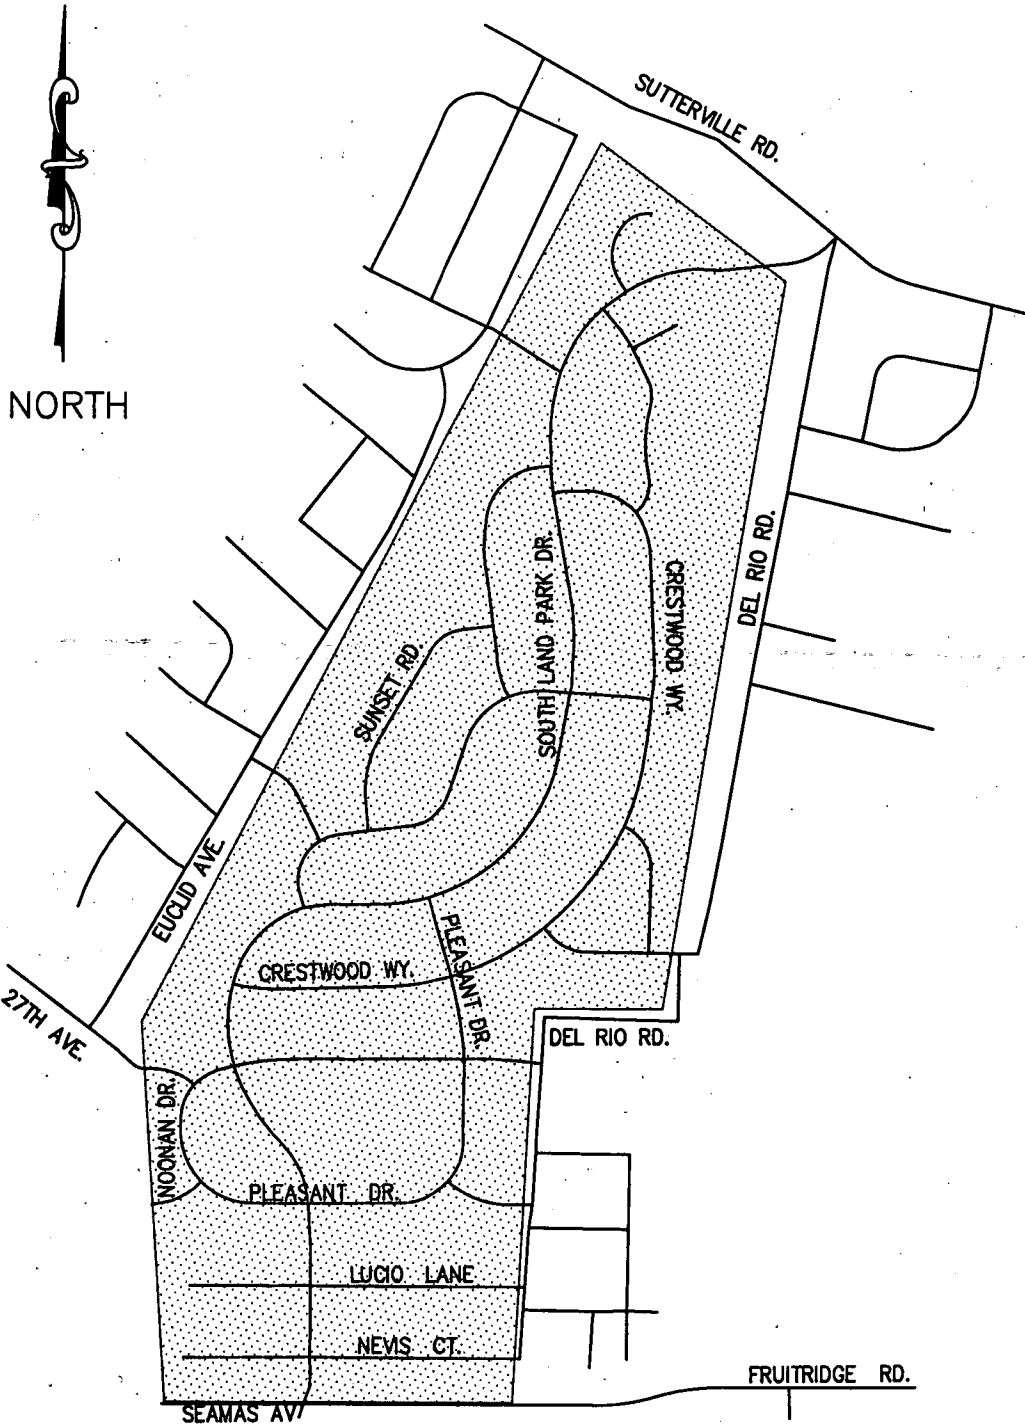 SUTTERVILLE RD.
NORTH
DEL RIO RD.
SOUTH LAND PARK DR.
CRESTWOOD WY.
SUNSET RD.
EUCLID AVE.
PLEASANT DR.
CRESTWOOD WY.
27TH AVE.
DEL RIO RD.
NOONAN DR.
PLEASANT DR.
LUCIO LANE
NEVIS CT.
FRUITRIDGE RD.
SEAMAS AV